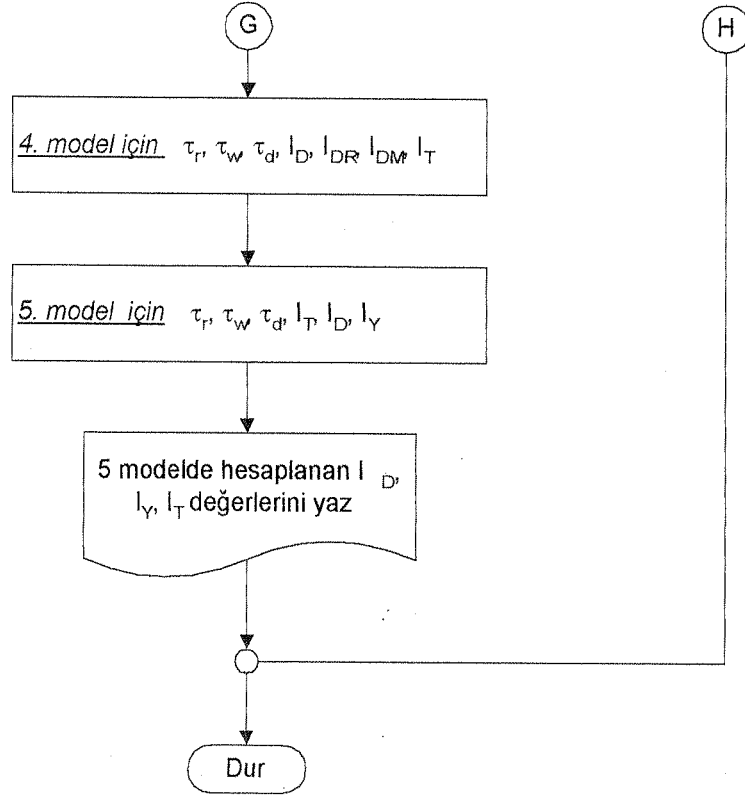 G
H
4. model için τr, τw, τd, ID, IDR, IDM, IT
5. model için τr, τw, τd, IT, ID, IY
5 modelde hesaplanan I D,
IY, IT değerlerini yaz
Dur